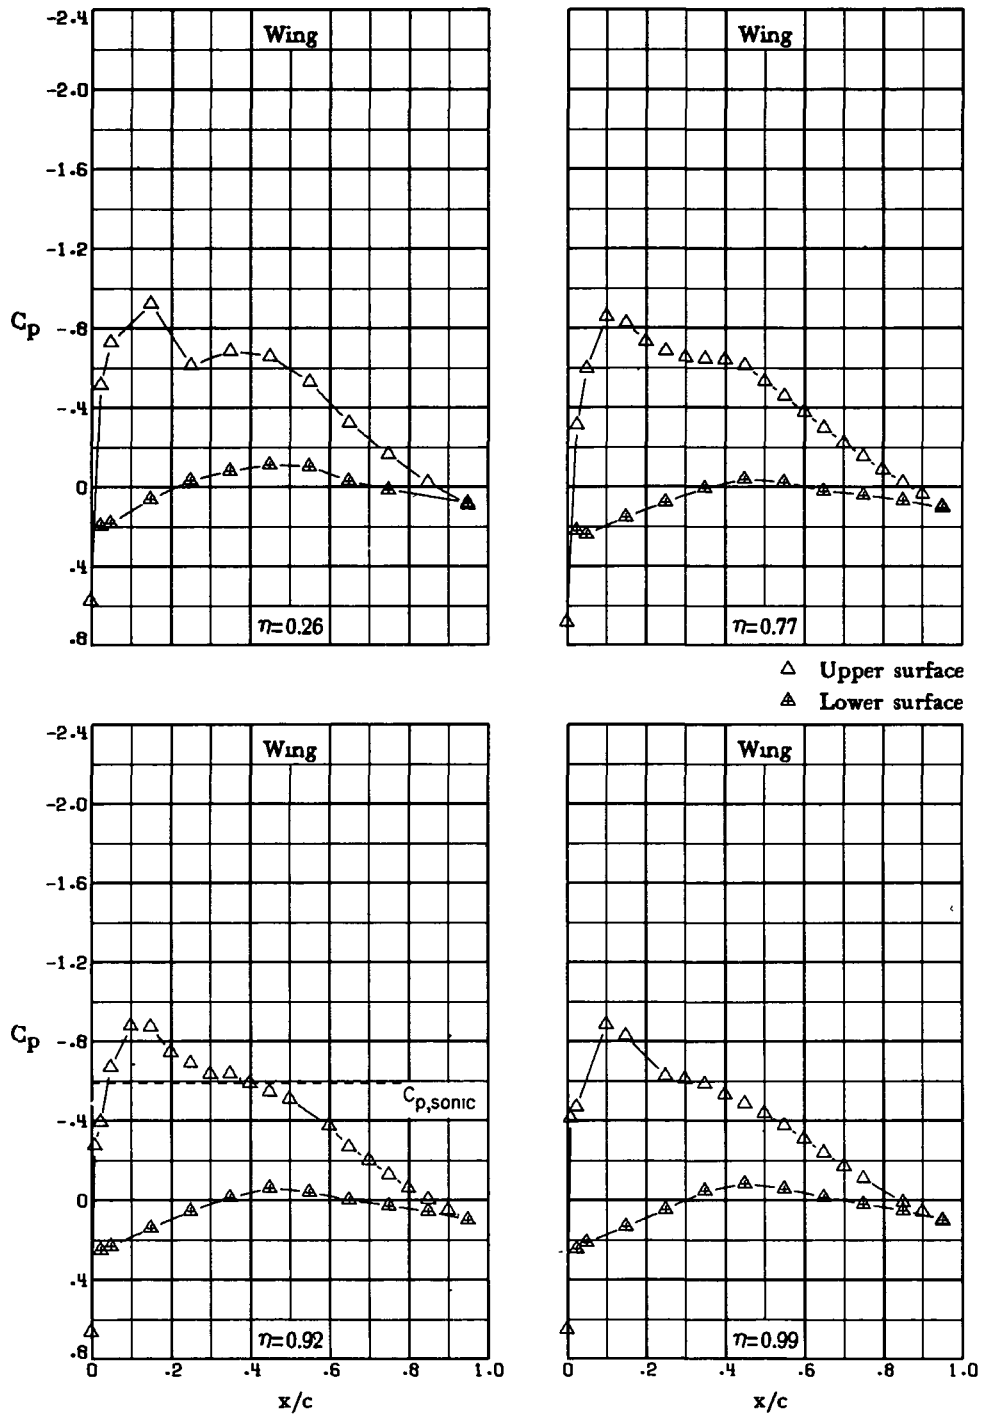 -2.4
Wing
Wing
-2.0
-1.6
-1.2
Cp
-.8
-.4
0
.4
.8
η=0.26
η=0.77
Upper surface
Lower surface
-2.4
Wing
Wing
-2.0
-1.6
-1.2
Cp
-.8
Cp,sonic
-.4
0
.4
.8
η=0.92
η=0.99
0 .2 .4 .6 .8 1.0
0 .2 .4 .6 .8 1.0
x/c
x/c